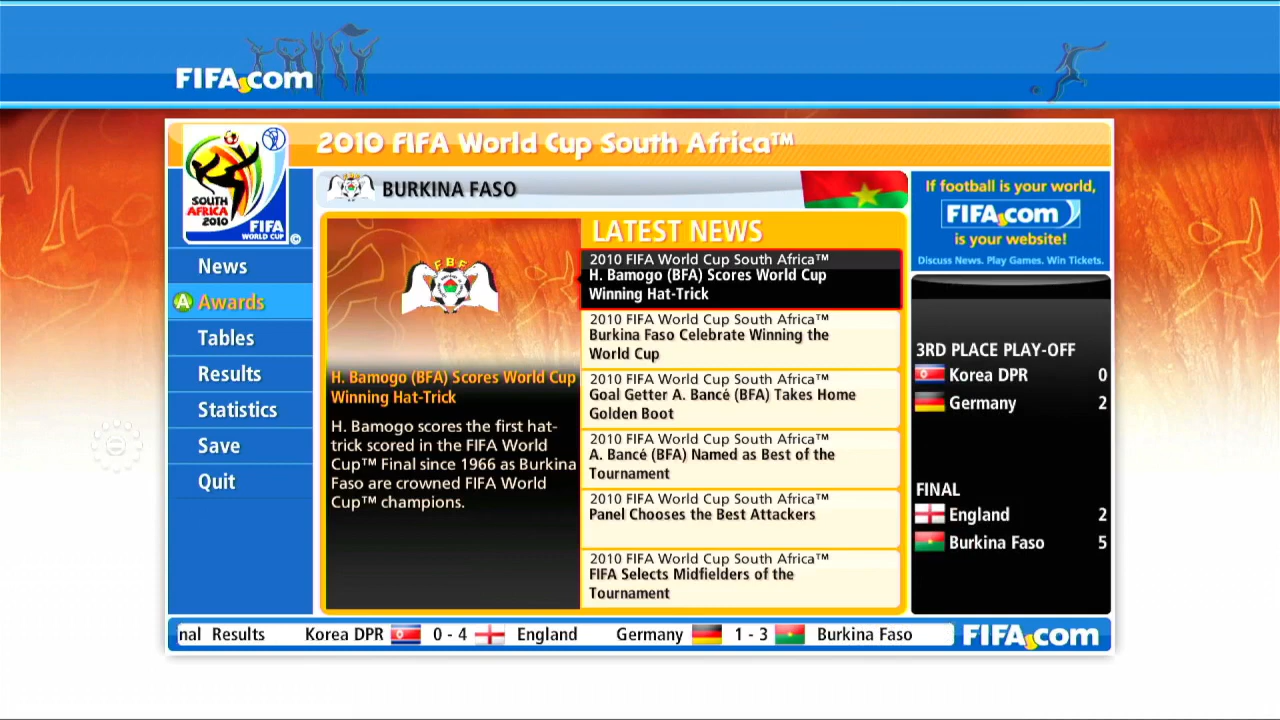 FIFA.com
2010 FIFA World Cup South Africa™
SOUTH
AFRICA
2010
FIFA
WORLD CUP
BURKINA FASO
News
A Awards
Tables
Results
Statistics
Save
Quit
F B F
H. Bamogo (BFA) Scores World Cup
Winning Hat-Trick
H. Bamogo scores the first hat-
trick scored in the FIFA World
Cup™ Final since 1966 as Burkina
Faso are crowned FIFA World
Cup™ champions.
LATEST NEWS
2010 FIFA World Cup South Africa™
H. Bamogo (BFA) Scores World Cup
Winning Hat-Trick
2010 FIFA World Cup South Africa™
Burkina Faso Celebrate Winning the
World Cup
2010 FIFA World Cup South Africa™
Goal Getter A. Bancé (BFA) Takes Home
Golden Boot
2010 FIFA World Cup South Africa™
A. Bancé (BFA) Named as Best of the
Tournament
2010 FIFA World Cup South Africa™
Panel Chooses the Best Attackers
2010 FIFA World Cup South Africa™
FIFA Selects Midfielders of the
Tournament
If football is your world,
FIFA.com
is your website!
Discuss News. Play Games. Win Tickets.
3RD PLACE PLAY-OFF
Korea DPR 0
Germany 2
FINAL
England 2
Burkina Faso 5
nal Results Korea DPR 0 - 4 England Germany 1 - 3 Burkina Faso
FIFA.com